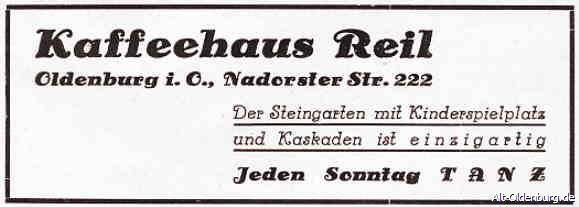 Kaffeehaus Reil
Oldenburg i. O., Nadorster Str. 222
Der Steingarten mit Kinderspielplatz
und Kaskaden ist einzigartig
Jeden Sonntag TANZ
Alt-Oldenburg.de